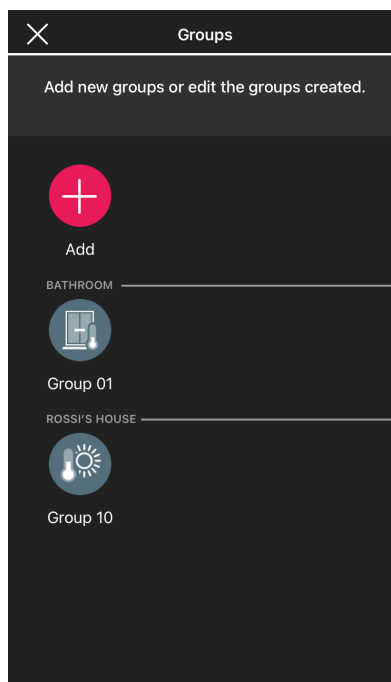 Groups
Add new groups or edit the groups created.
Add
BATHROOM
Group 01
ROSSI'S HOUSE
Group 10